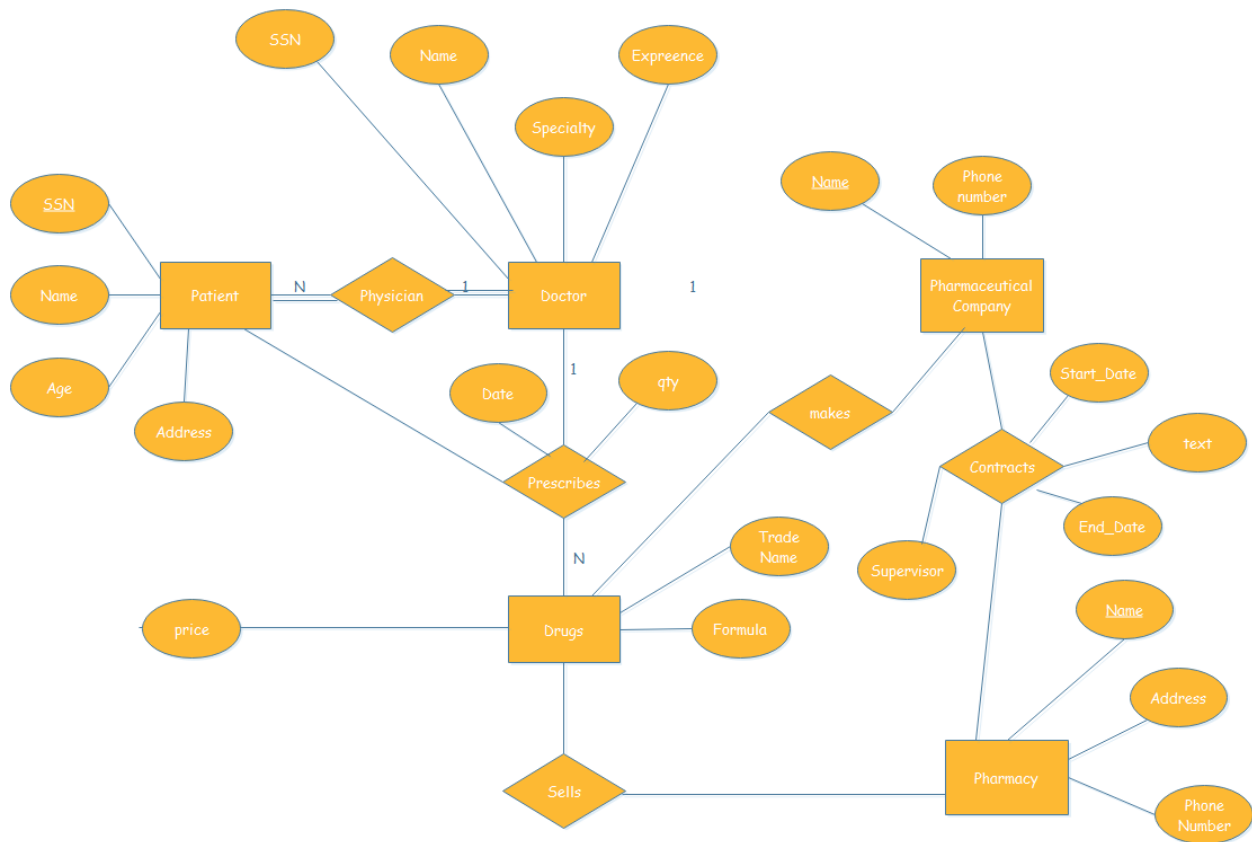 SSN
Name
Expreence
Specialty
Name
Phone
number
SSN
Name
Age
Address
Patient
N
Physician
1
Doctor
1
Pharmaceutical
Company
1
Date
qty
makes
Start_Date
text
Contracts
End_Date
Supervisor
Prescribes
N
Trade
Name
price
Drugs
Formula
Name
Address
Sells
Pharmacy
Phone
Number